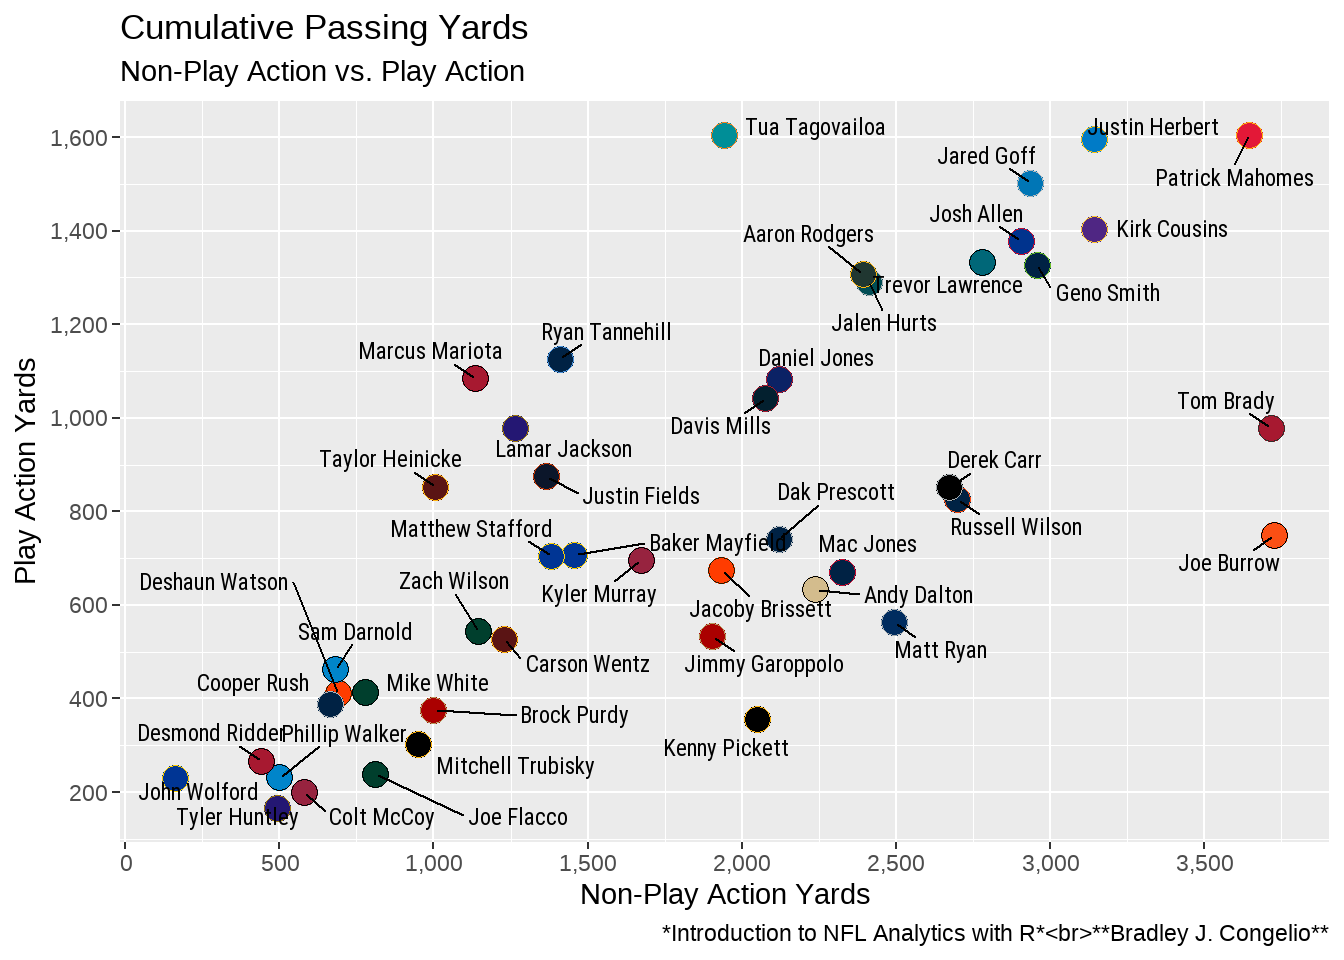 Cumulative Passing Yards
Non-Play Action vs. Play Action
Play Action Yards
1,600
1,400
1,200
1,000
800
600
400
200
Tua Tagovailoa
Justin Herbert
Jared Goff
Patrick Mahomes
Josh Allen
Kirk Cousins
Aaron Rodgers
Trevor Lawrence
Geno Smith
Jalen Hurts
Ryan Tannehill
Marcus Mariota
Daniel Jones
Davis Mills
Tom Brady
Lamar Jackson
Taylor Heinicke
Derek Carr
Justin Fields
Dak Prescott
Russell Wilson
Matthew Stafford
Baker Mayfield
Mac Jones
Joe Burrow
Deshaun Watson
Zach Wilson
Kyler Murray
Jacoby Brissett
Andy Dalton
Sam Darnold
Carson Wentz
Jimmy Garoppolo
Matt Ryan
Cooper Rush
Mike White
Brock Purdy
Desmond Ridder
Phillip Walker
Kenny Pickett
Mitchell Trubisky
John Wolford
Tyler Huntley
Colt McCoy
Joe Flacco
0
500
1,000
1,500
2,000
2,500
3,000
3,500
Non-Play Action Yards
*Introduction to NFL Analytics with R*<br>**Bradley J. Congelio**